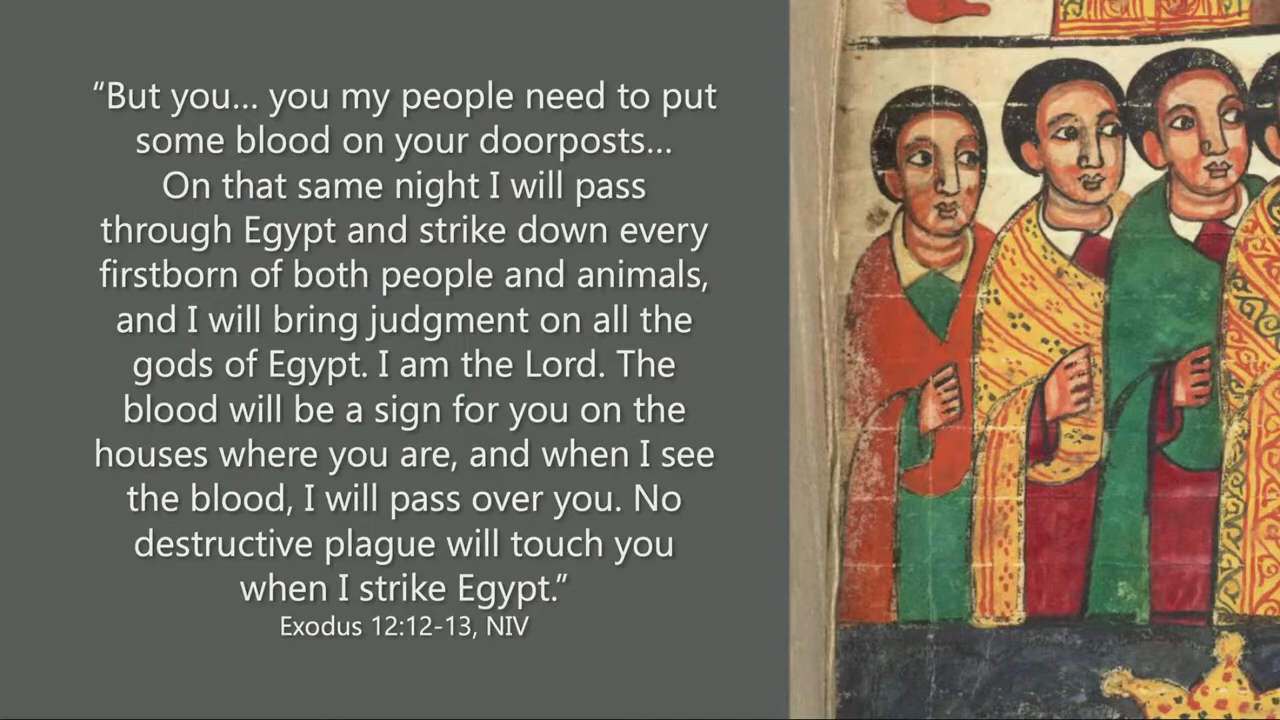 “But you... you my people need to put
some blood on your doorposts...
On that same night I will pass
through Egypt and strike down every
firstborn of both people and animals,
and I will bring judgment on all the
gods of Egypt. I am the Lord. The
blood will be a sign for you on the
houses where you are, and when I see
the blood, I will pass over you. No
destructive plague will touch you
when I strike Egypt.”
Exodus 12:12-13, NIV